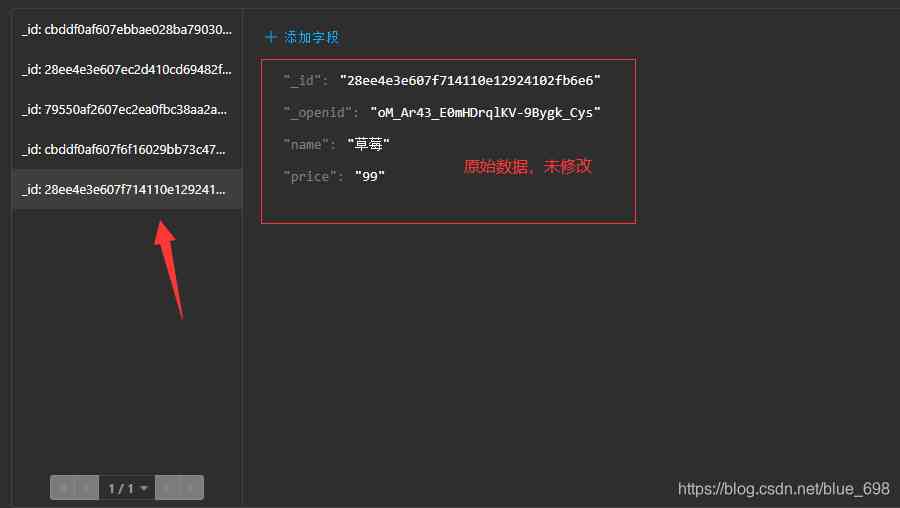 _id: cbddf0af607ebbae028ba79030...
_id: 28ee4e3e607ec2d410cd69482f...
_id: 79550af2607ec2ea0fbc38aa2a...
_id: cbddf0af607f6f16029bb73c47...
_id: 28ee4e3e607f714110e129241...
1 / 1
+ 添加字段
"_id": "28ee4e3e607f714110e12924102fb6e6"
"_openid": "oM_Ar43_E0mHDrqlKV-9Bygk_Cys"
"name": "草莓"
"price": "99"
原始数据，未修改
https://blog.csdn.net/blue_698